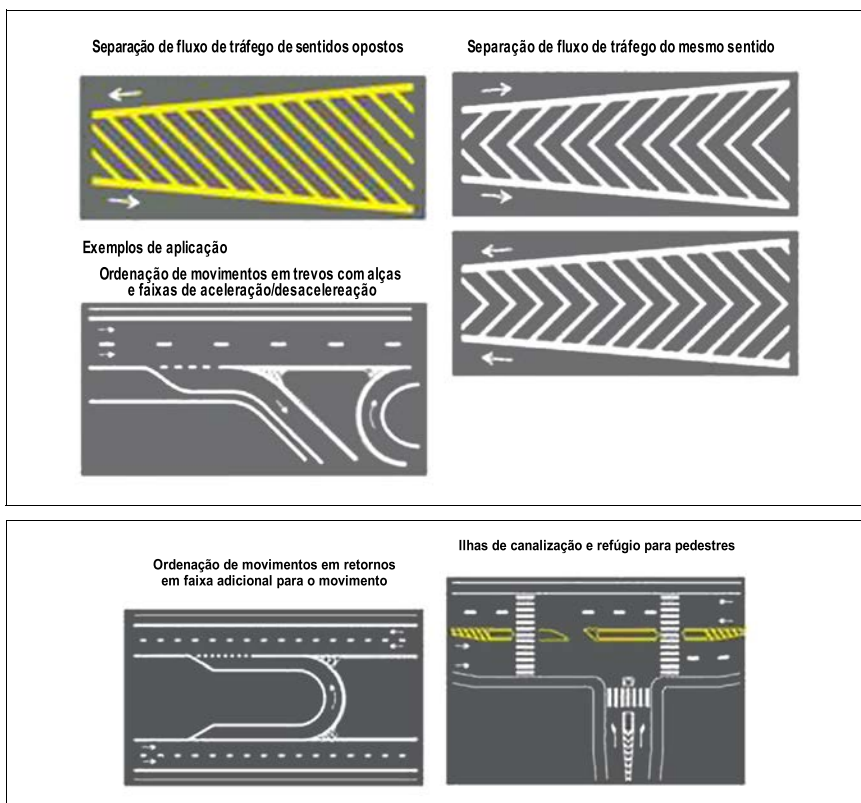 Separação de fluxo de tráfego de sentidos opostos
Separação de fluxo de tráfego do mesmo sentido
Exemplos de aplicação
Ordenação de movimentos em trevos com alças
e faixas de aceleração/desacelereação
Ordenação de movimentos em retornos
em faixa adicional para o movimento
Ilhas de canalização e refúgio para pedestres